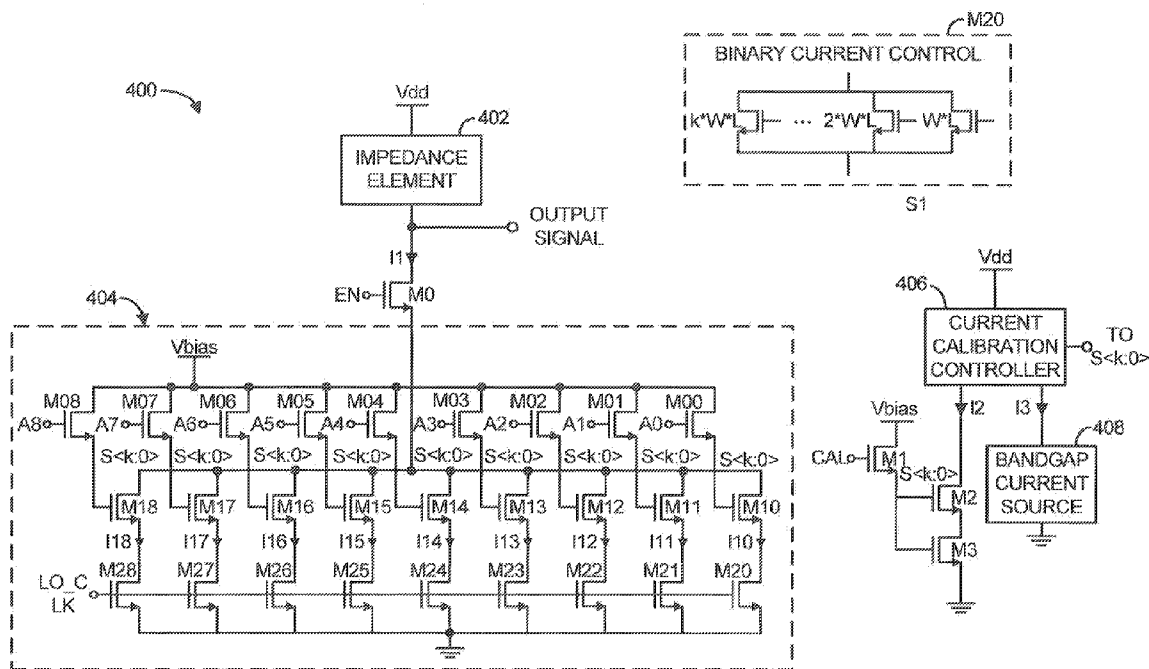 M20
BINARY CURRENT CONTROL
k*W*L ... 2*W*L W*L
S1
400
Vdd
402
IMPEDANCE
ELEMENT
OUTPUT
SIGNAL
I1
EN M0
404
Vbias
M08 M07 M06 M05 M04 M03 M02 M01 M00
A8 A7 A6 A5 A4 A3 A2 A1 A0
S<k:0> S<k:0> S<k:0> S<k:0> S<k:0> S<k:0> S<k:0>
M18 M17 M16 M15 M14 M13 M12 M11 M10
I18 I17 I16 I15 I14 I13 I12 I11 I10
M28 M27 M26 M25 M24 M23 M22 M21 M20
LO_C
LK
Vdd
406
CURRENT
CALIBRATION
CONTROLLER
TO
S<k:0>
I2 I3
Vbias
408
CAL M1
S<k:0>
M2
M3
BANDGAP
CURRENT
SOURCE